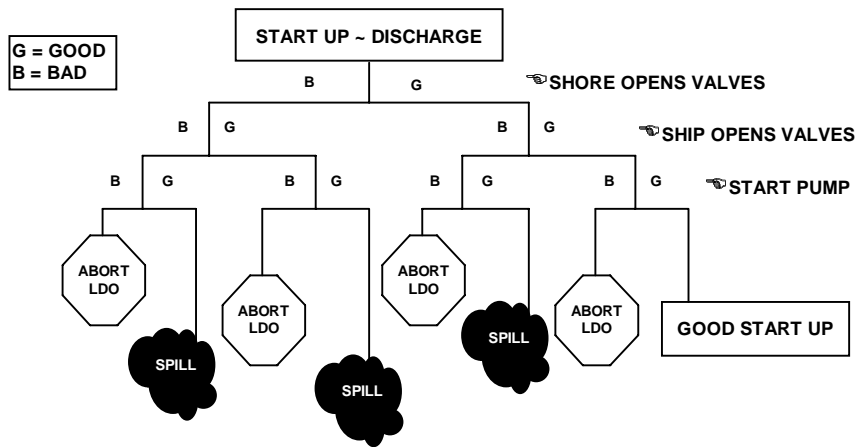 START UP ~ DISCHARGE
G = GOOD
B = BAD
B G
☜SHORE OPENS VALVES
B G B G
☜SHIP OPENS VALVES
B G B G B G B G
☜START PUMP
ABORT
LDO
ABORT
LDO
ABORT
LDO
ABORT
LDO
SPILL
SPILL
SPILL
GOOD START UP